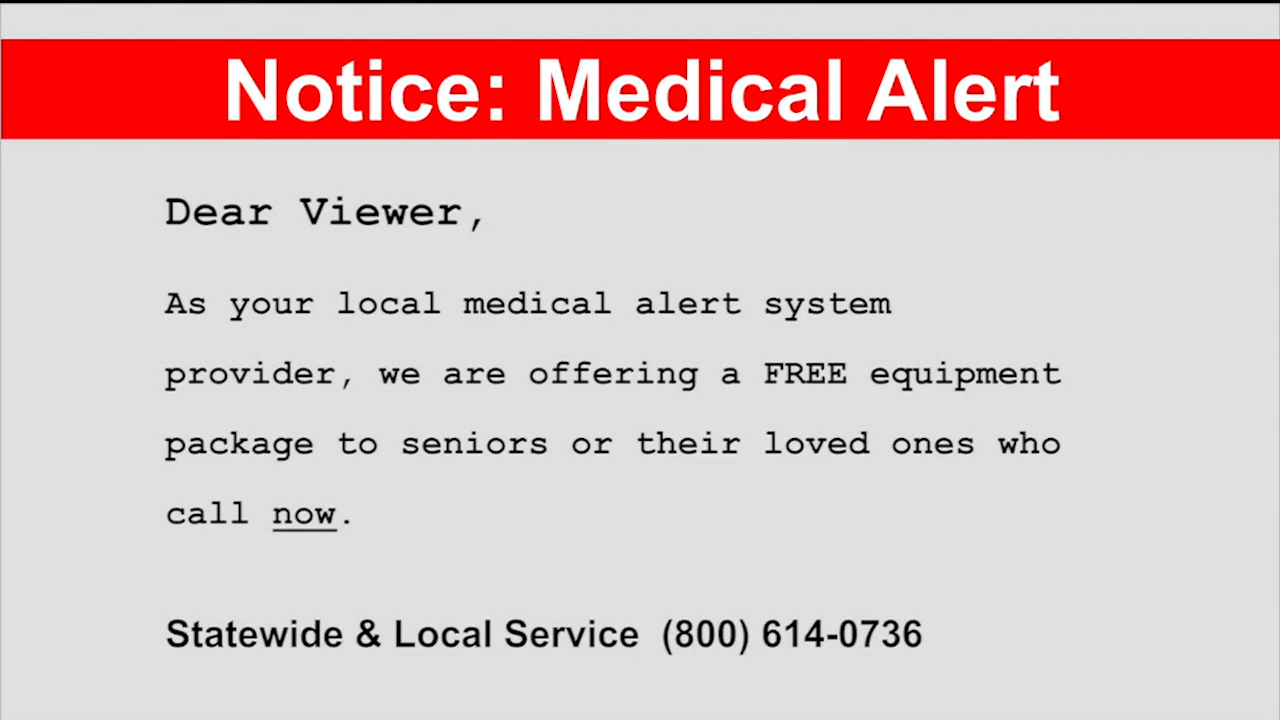 Notice: Medical Alert
Dear Viewer,
As your local medical alert system
provider, we are offering a FREE equipment
package to seniors or their loved ones who
call now.
Statewide & Local Service (800) 614-0736